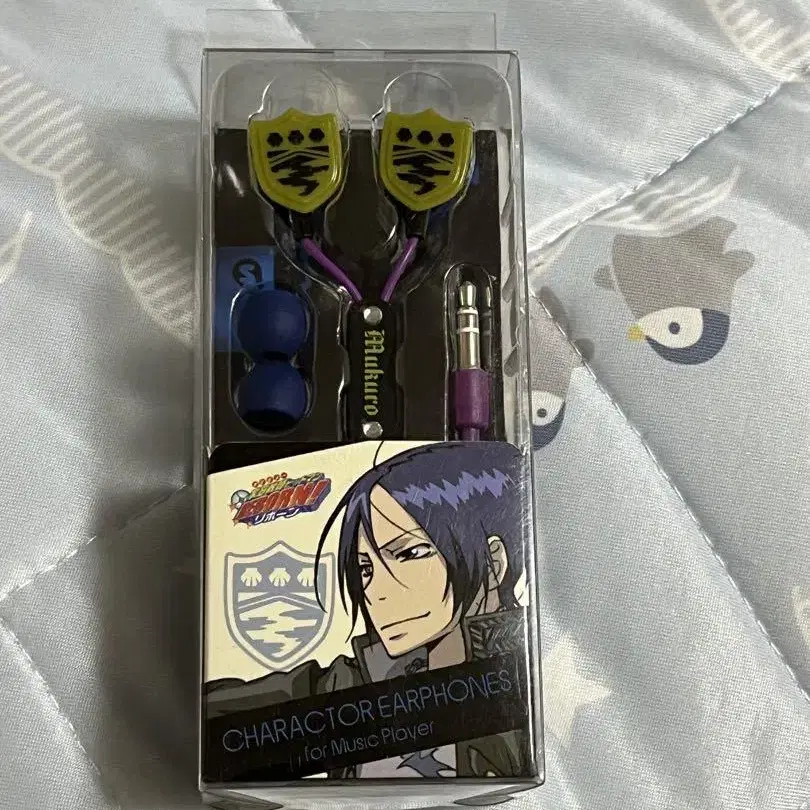 S
Mukuro
REBORN!
リボーン
CHARACTOR EARPHONES
for Music Player